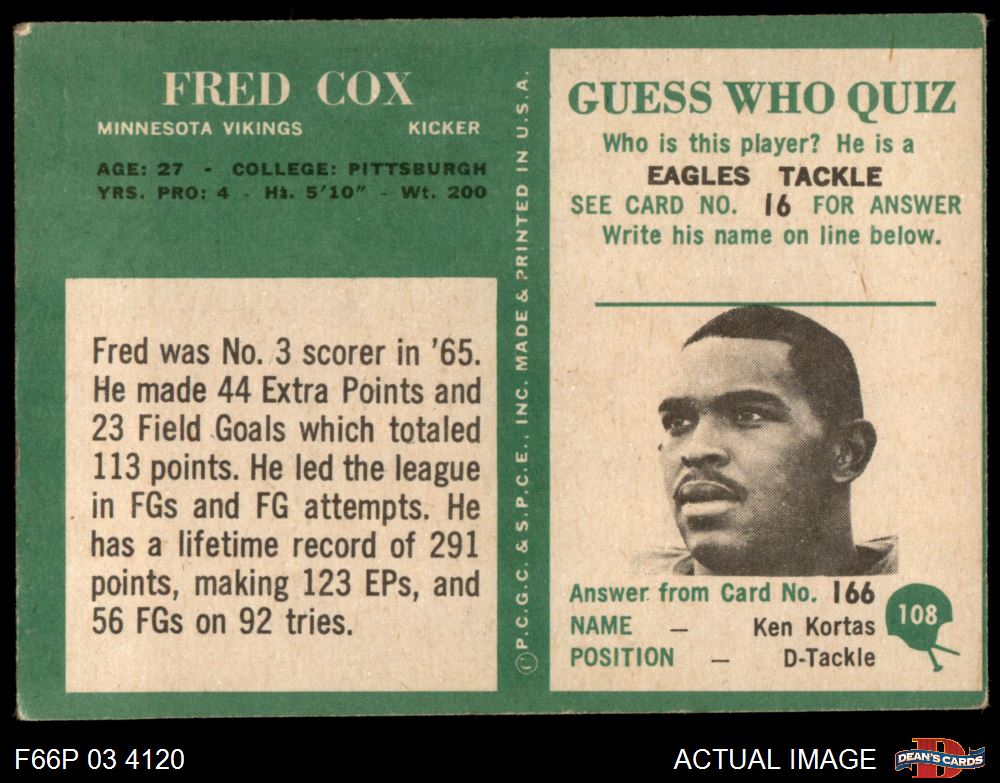 FRED COX
MINNESOTA VIKINGS KICKER
AGE: 27 - COLLEGE: PITTSBURGH
YRS. PRO: 4 - Ht. 5'10" - Wt. 200
Fred was No. 3 scorer in '65.
He made 44 Extra Points and
23 Field Goals which totaled
113 points. He led the league
in FGs and FG attempts. He
has a lifetime record of 291
points, making 123 EPs, and
56 FGs on 92 tries.
© P.C.G.C. & S.P.C.E., INC. MADE & PRINTED IN U.S.A.
GUESS WHO QUIZ
Who is this player? He is a
EAGLES TACKLE
SEE CARD NO. 16 FOR ANSWER
Write his name on line below.
Answer from Card No. 166
NAME — Ken Kortas
POSITION — D-Tackle
108
F66P 03 4120
ACTUAL IMAGE
D
DEAN'S CARDS